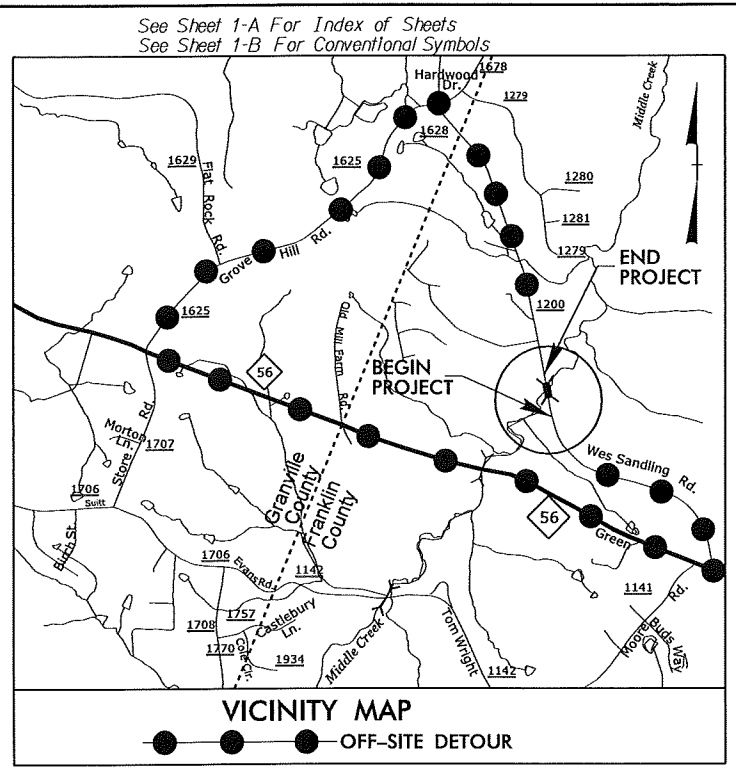 See Sheet 1-A For Index of Sheets
See Sheet 1-B For Conventional Symbols
Hardwood Dr.
1678
1279
Middle Creek
1628
1629
Flat Rock Rd.
1625
1280
1281
1279
Grove Hill Rd.
END PROJECT
1200
1625
Old Mill Farm Rd.
56
BEGIN PROJECT
Morton Ln.
1707
Store Rd.
Wes Sandling Rd.
1706
Suitt
Granville County
Franklin County
56
Green
Birch St.
1706
Evans Rd.
1142
1141
Moore Rd.
Buds Way
1757
Castlebury Ln.
1708
1770
Cole Cir.
1934
Middle Creek
Tom Wright
1142
VICINITY MAP
OFF-SITE DETOUR